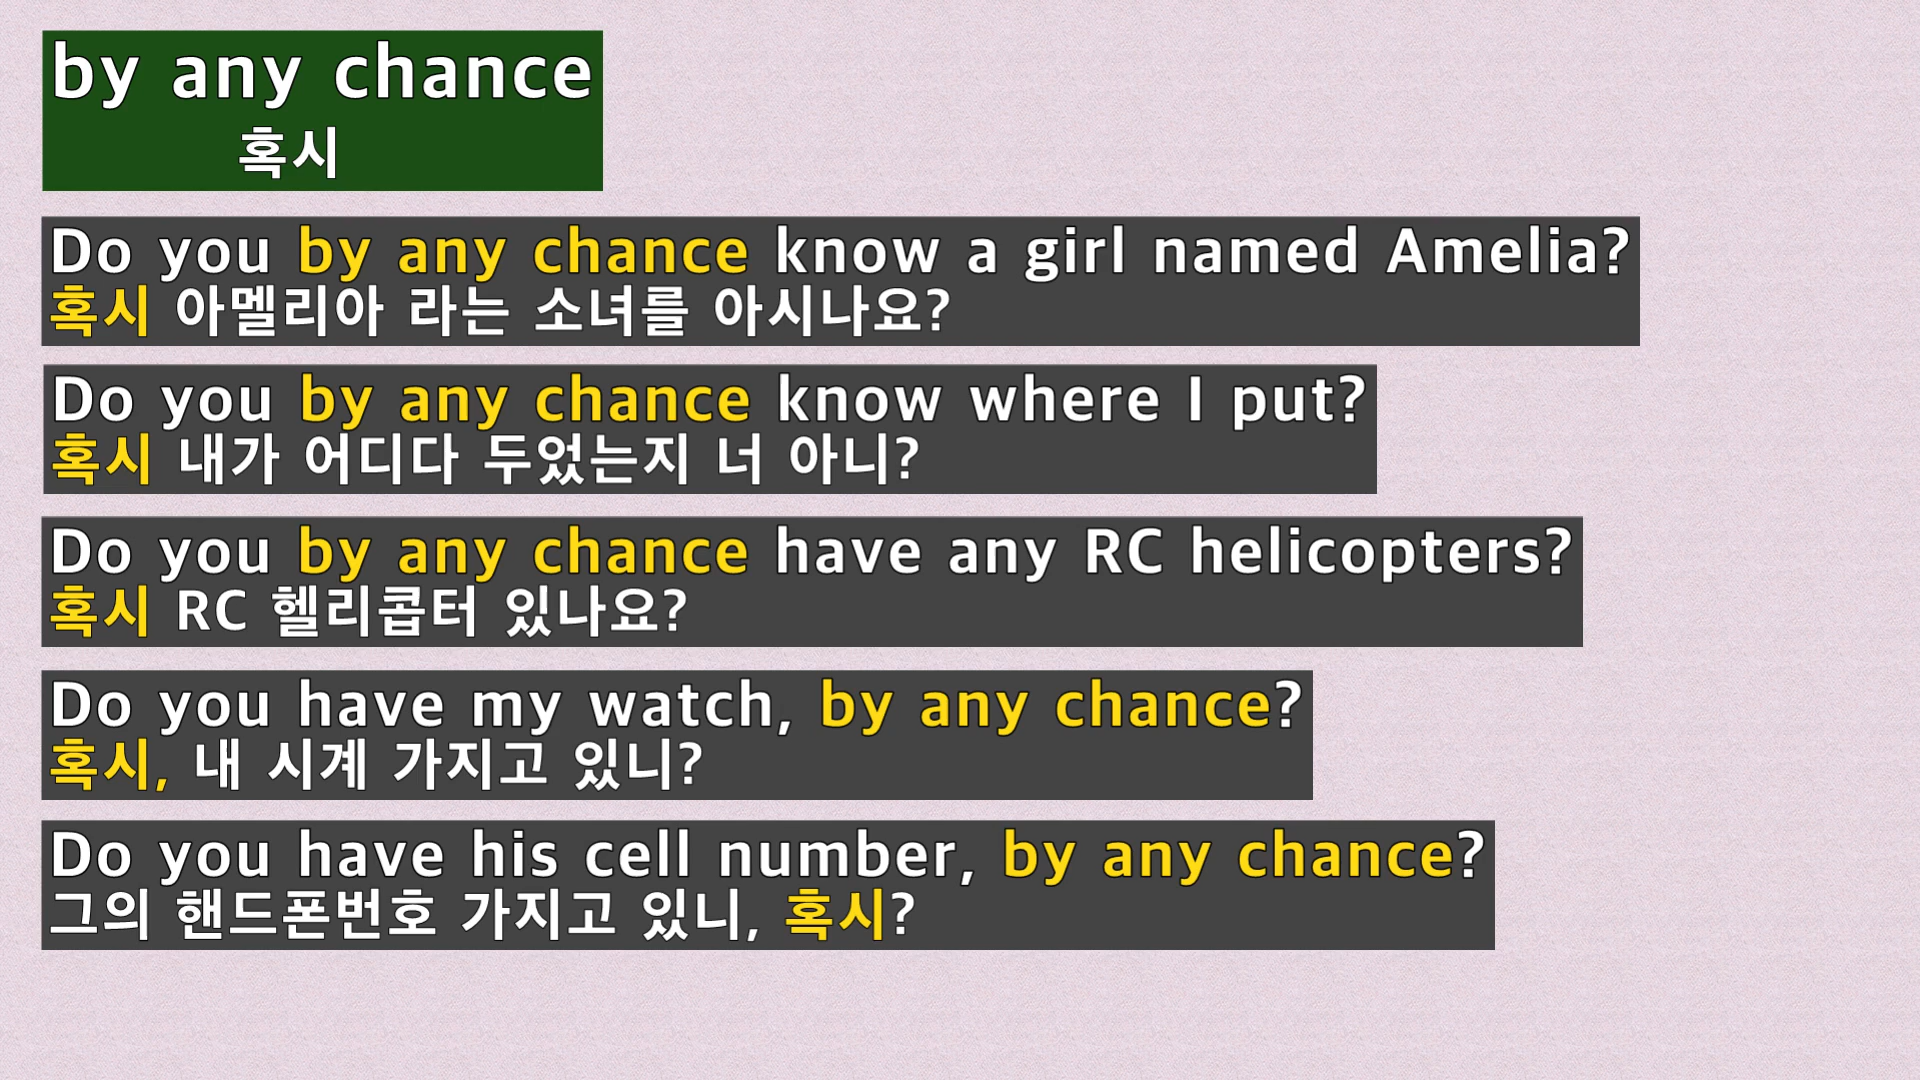 by any chance
혹시
Do you by any chance know a girl named Amelia?
혹시 아멜리아 라는 소녀를 아시나요?
Do you by any chance know where I put?
혹시 내가 어디다 두었는지 너 아니?
Do you by any chance have any RC helicopters?
혹시 RC 헬리콥터 있나요?
Do you have my watch, by any chance?
혹시, 내 시계 가지고 있니?
Do you have his cell number, by any chance?
그의 핸드폰번호 가지고 있니, 혹시?